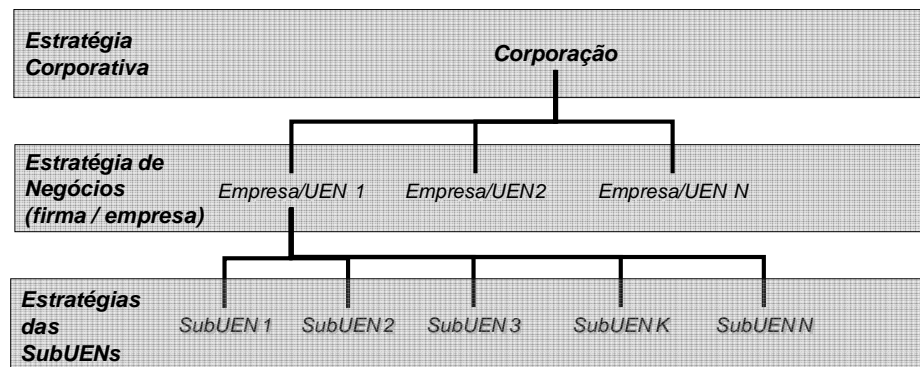 Estratégia
Corporativa
Corporação
Estratégia de
Negócios
(firma / empresa)
Empresa/UEN 1
Empresa/UEN2
Empresa/UEN N
Estratégias
das
SubUENs
SubUEN 1
SubUEN 2
SubUEN 3
SubUEN K
SubUEN N